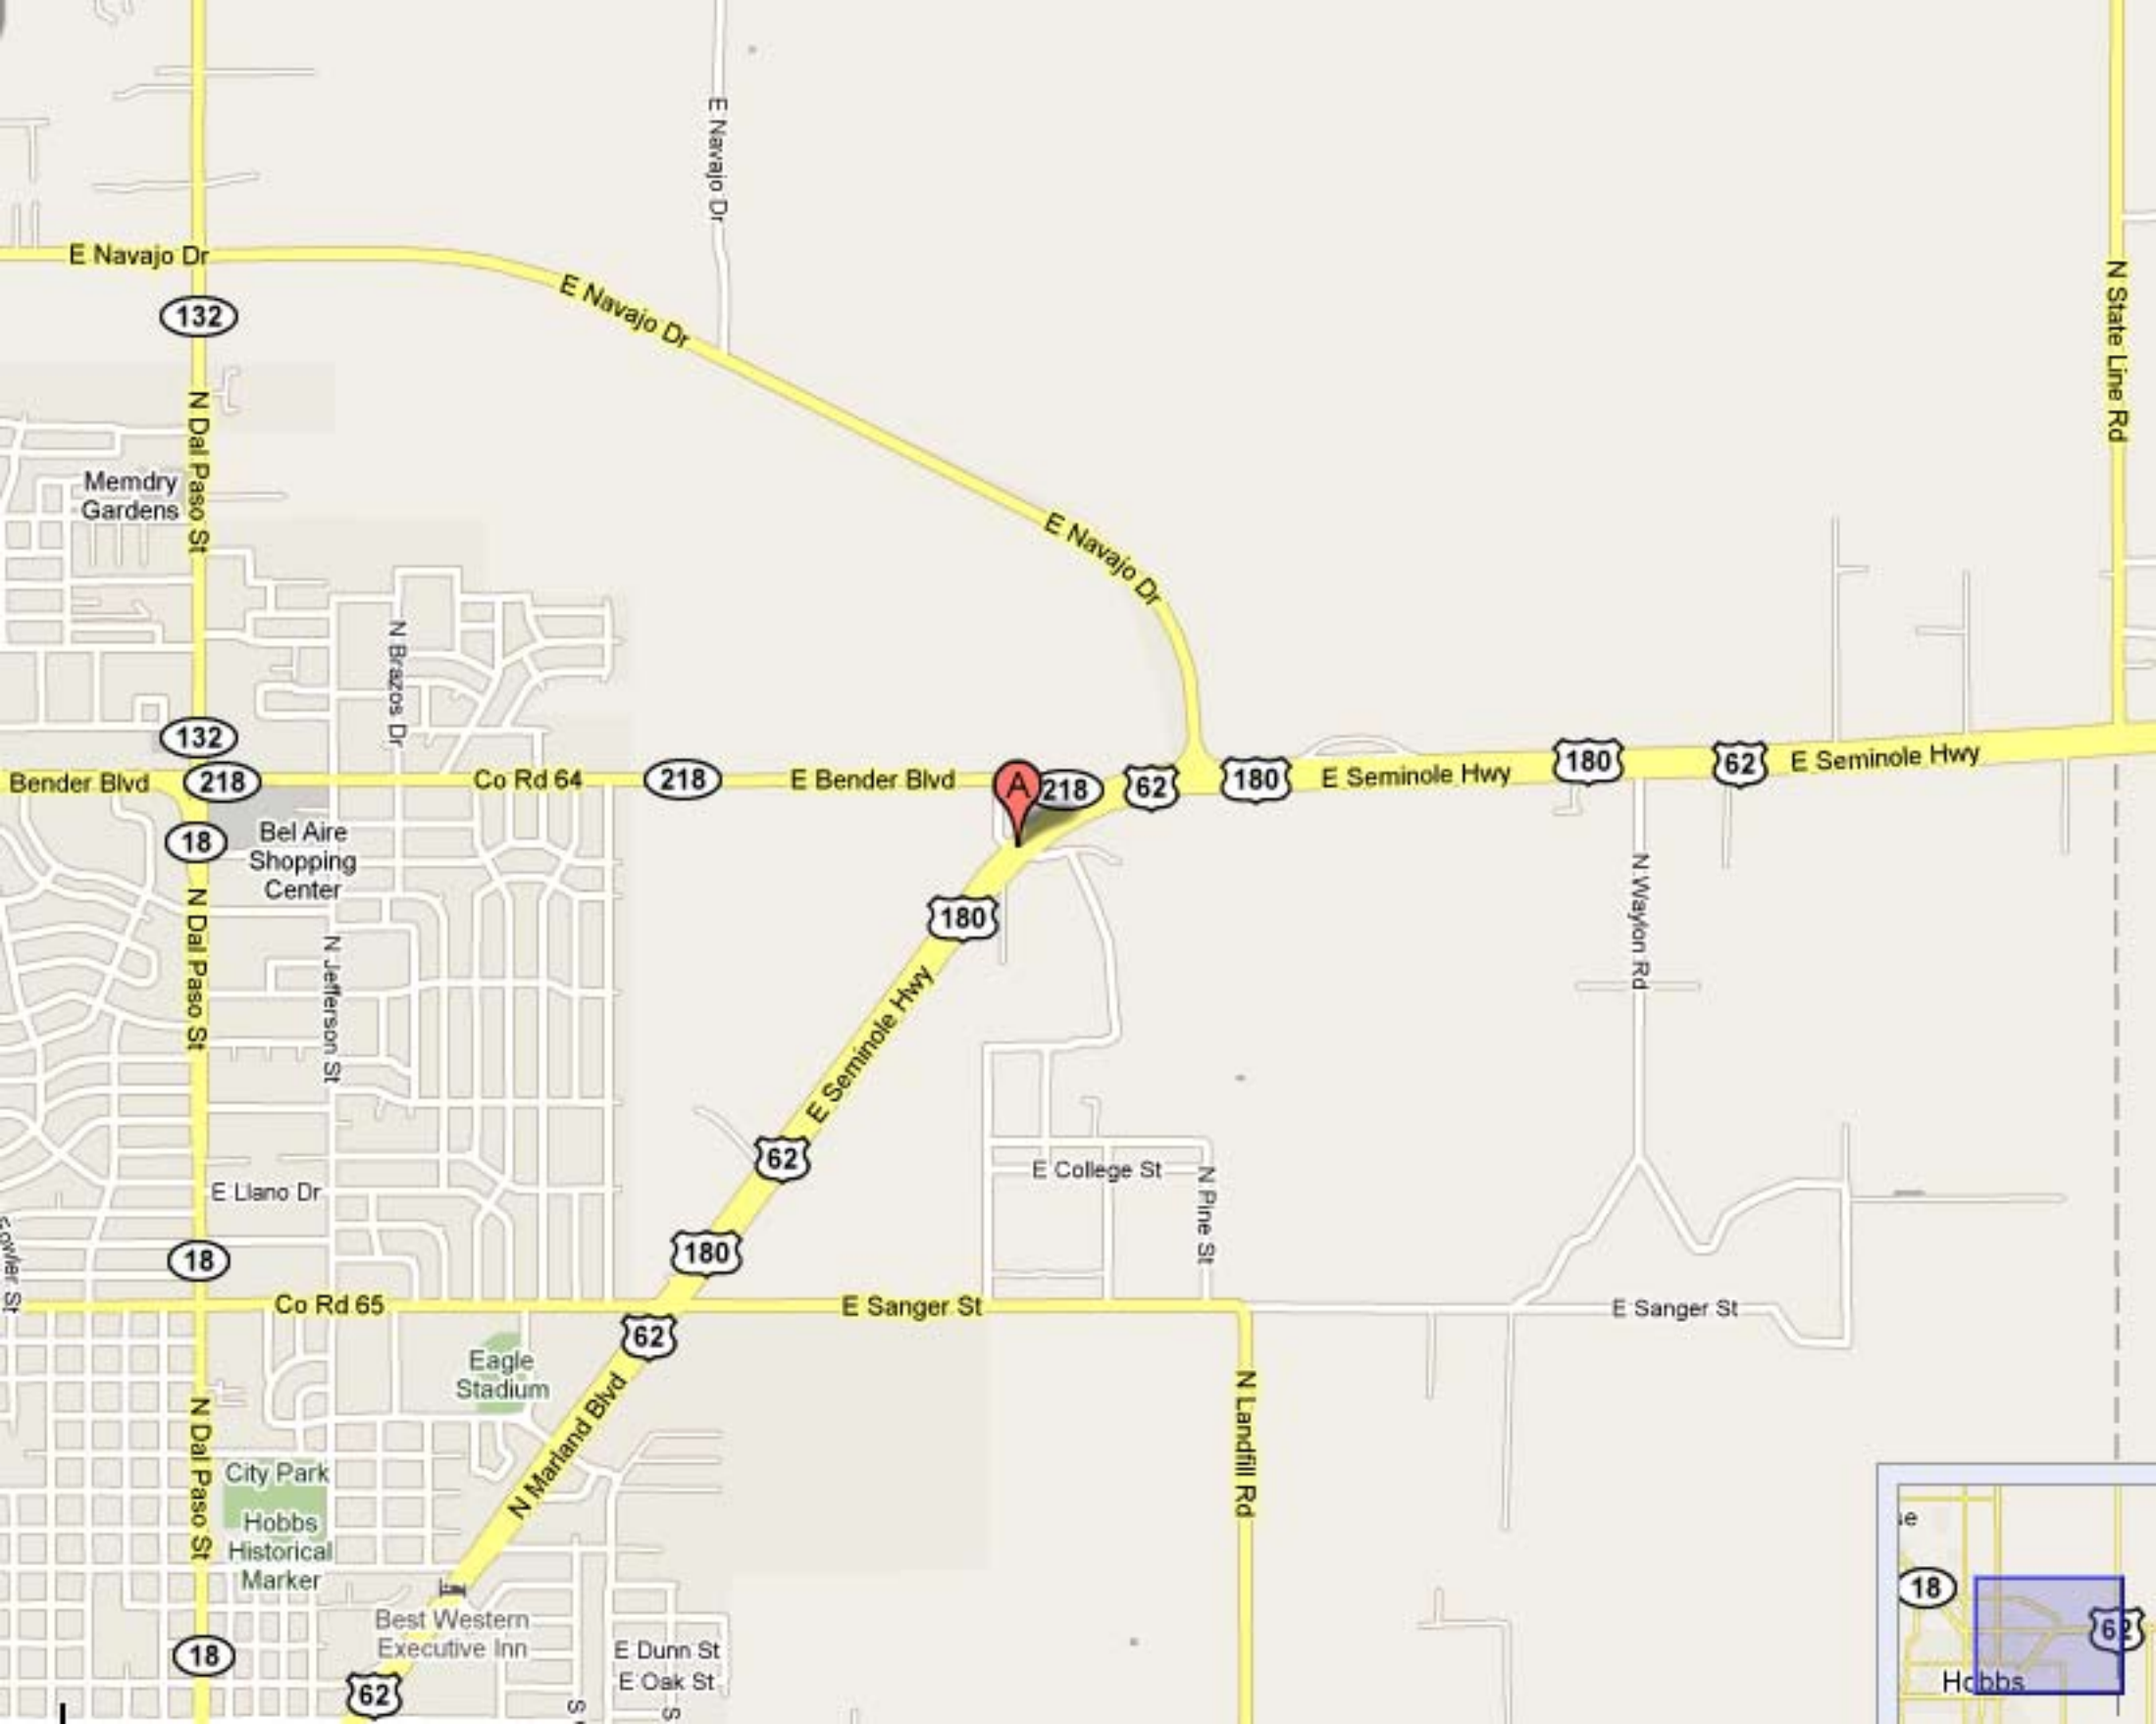 E Navajo Dr
E Navajo Dr
132
E Navajo Dr
N State Line Rd
N Dal Paso St
Memdry
Gardens
E Navajo Dr
N Brazos Dr
132
Bender Blvd
218
Co Rd 64
218
E Bender Blvd
A
218
62
180
E Seminole Hwy
180
62
E Seminole Hwy
18
Bel Aire
Shopping
Center
180
N Waylon Rd
N Dal Paso St
N Jefferson St
E Seminole Hwy
62
E College St
N Pine St
E Llano Dr
Fowler St
18
180
Co Rd 65
E Sanger St
E Sanger St
62
Eagle
Stadium
N Marland Blvd
N Landfill Rd
N Dal Paso St
City Park
Hobbs
Historical
Marker
Best Western
Executive Inn
E Dunn St
E Oak St
18
62
S
S
18
62
Hobbs